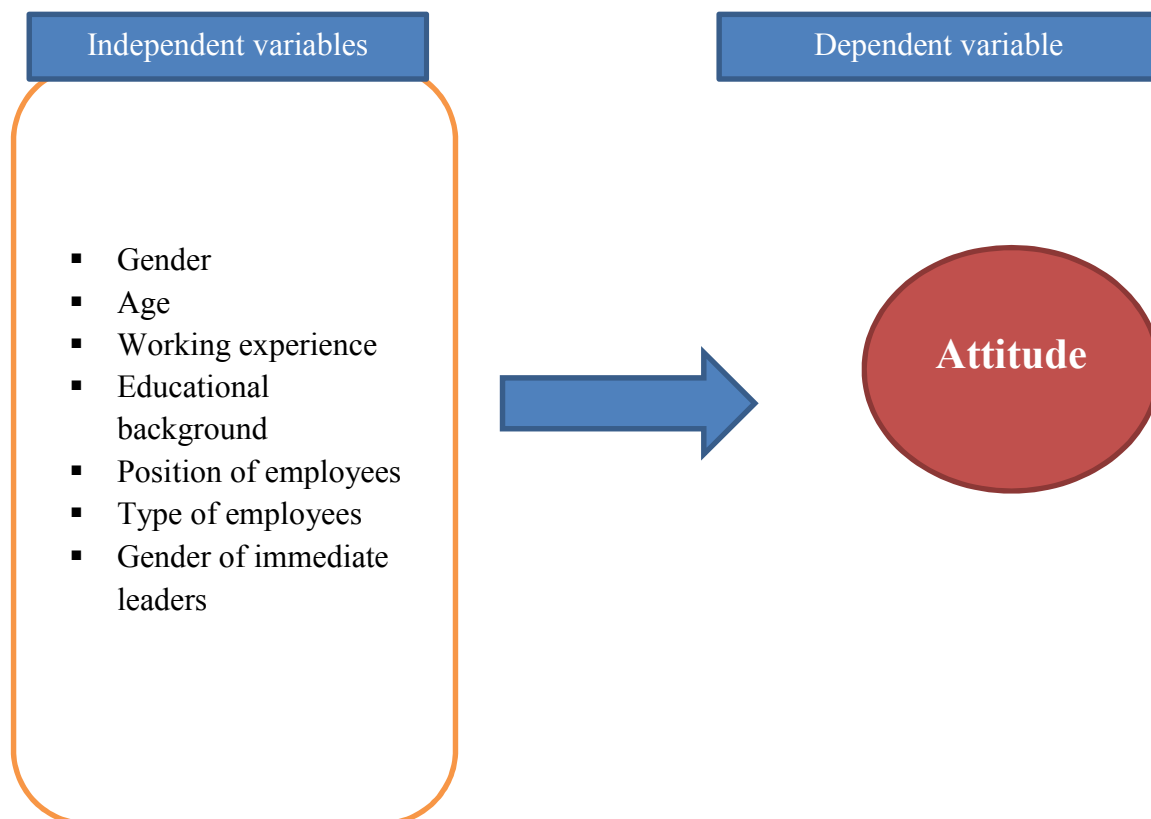 Independent variables
Dependent variable
▪ Gender
▪ Age
▪ Working experience
▪ Educational
background
▪ Position of employees
▪ Type of employees
▪ Gender of immediate
leaders
Attitude